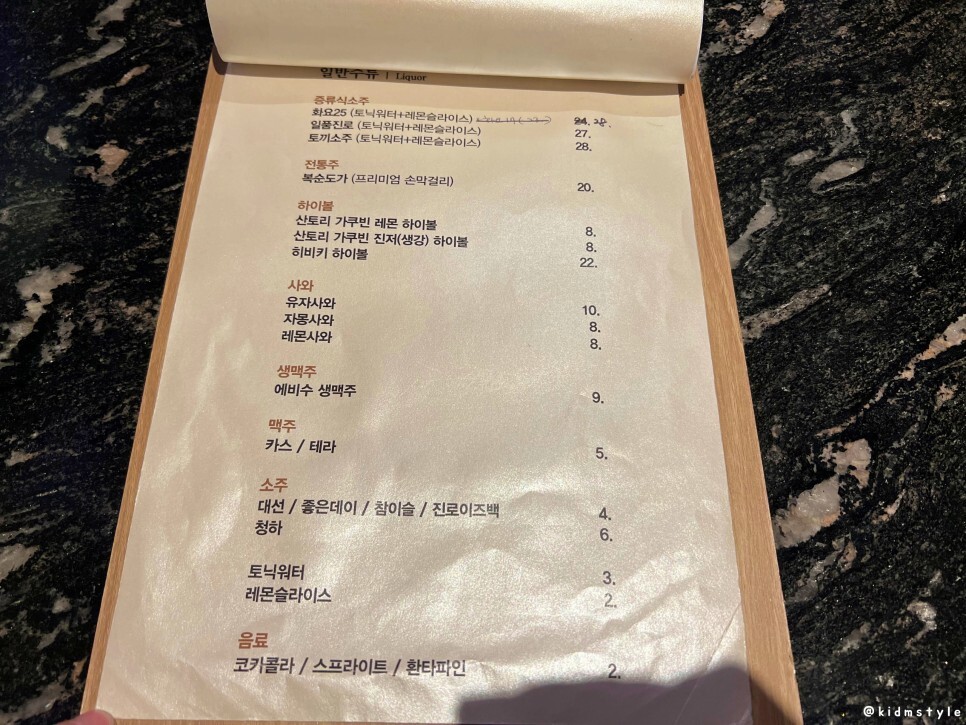 일반주류 | Liquor
증류식소주
화요25 (토닉워터+레몬슬라이스) 24. 28.
일품진로 (토닉워터+레몬슬라이스) 27.
토끼소주 (토닉워터+레몬슬라이스) 28.
전통주
복순도가 (프리미엄 손막걸리) 20.
하이볼
산토리 가쿠빈 레몬 하이볼 8.
산토리 가쿠빈 진저(생강) 하이볼 8.
히비키 하이볼 22.
사와
유자사와 10.
자몽사와 8.
레몬사와 8.
생맥주
에비수 생맥주 9.
맥주
카스 / 테라 5.
소주
대선 / 좋은데이 / 참이슬 / 진로이즈백 4.
청하 6.
토닉워터 3.
레몬슬라이스 2.
음료
코카콜라 / 스프라이트 / 환타파인 2.
@kidmstyle